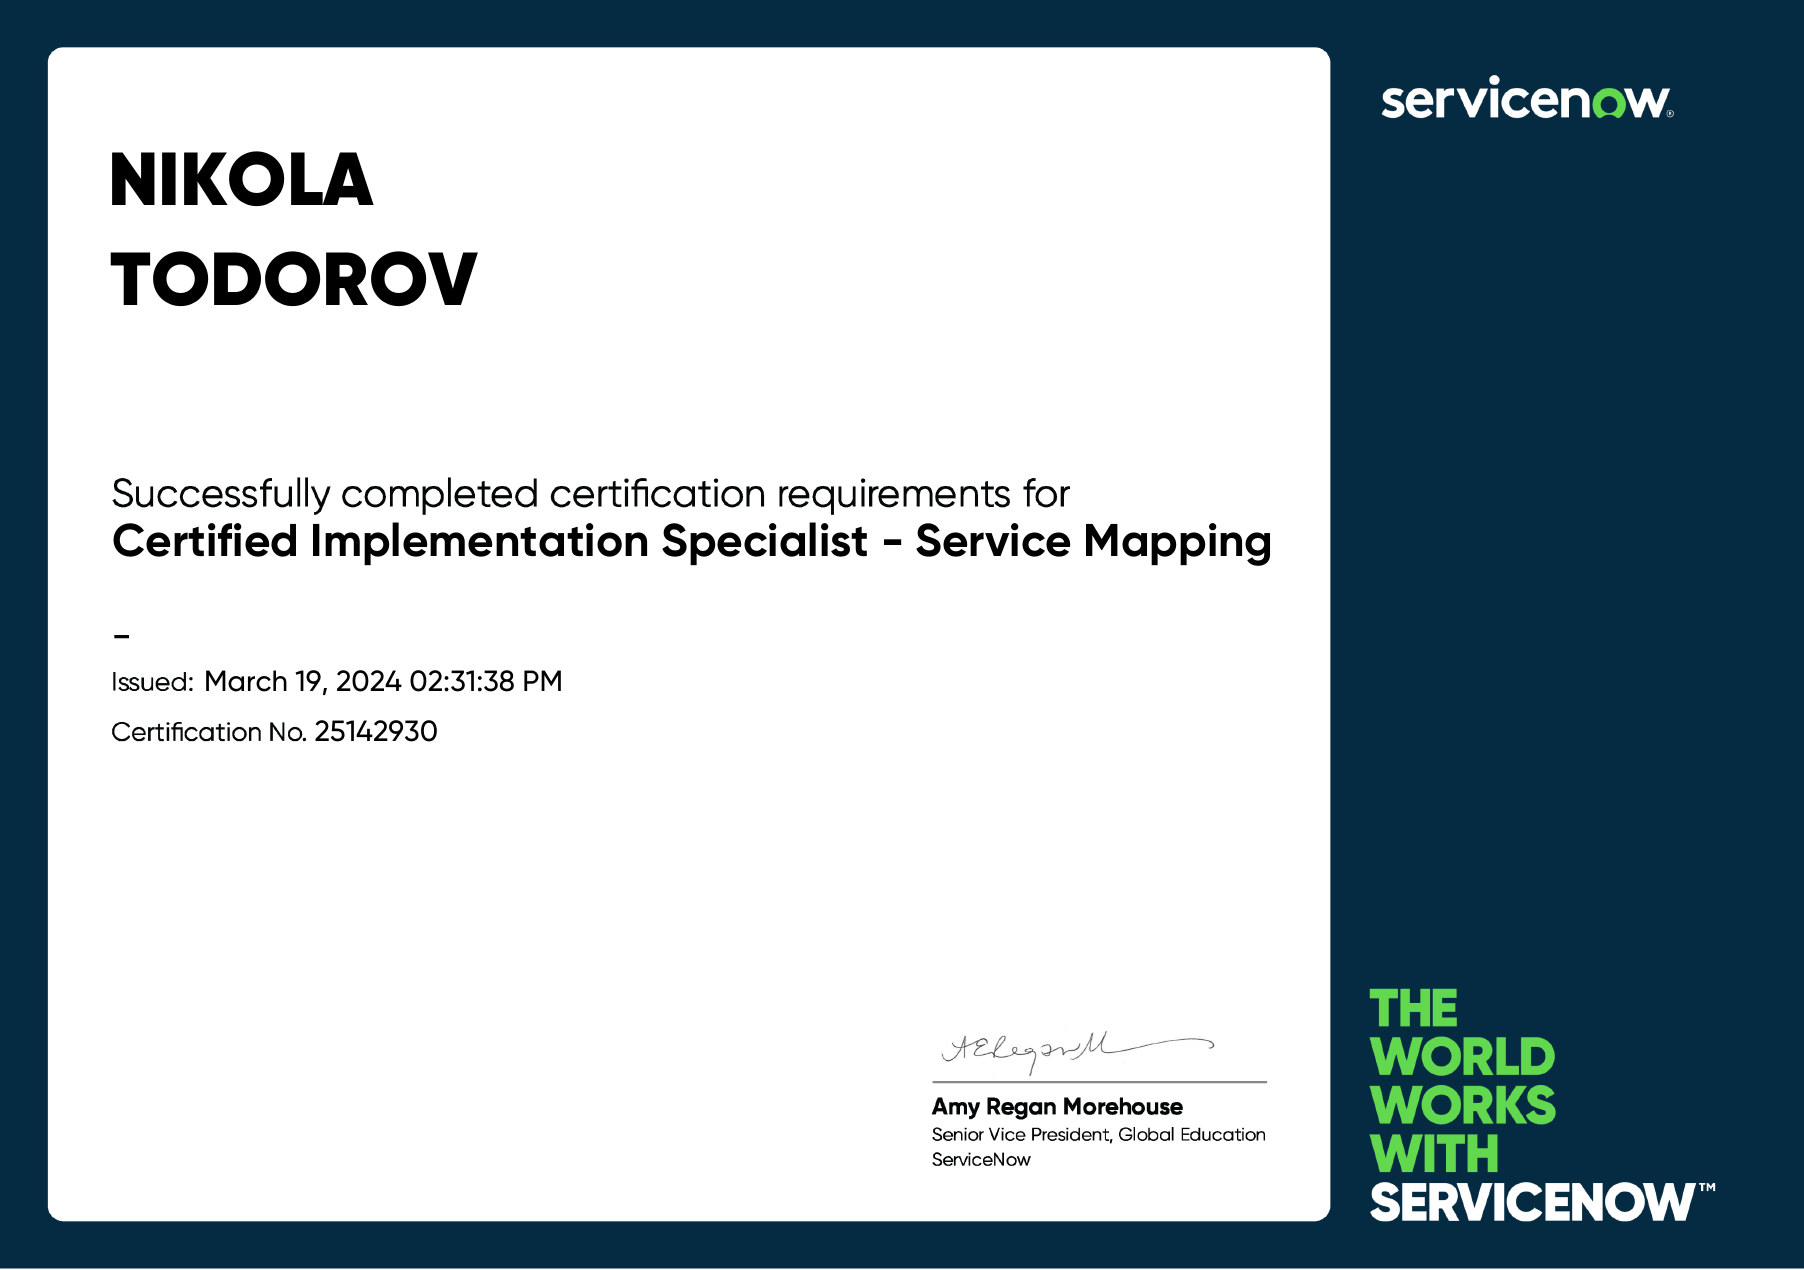 servicenow®
NIKOLA
TODOROV
Successfully completed certification requirements for
Certified Implementation Specialist - Service Mapping
-
Issued: March 19, 2024 02:31:38 PM
Certification No. 25142930
Amy Regan Morehouse
Senior Vice President, Global Education
ServiceNow
THE
WORLD
WORKS
WITH
SERVICENOW™